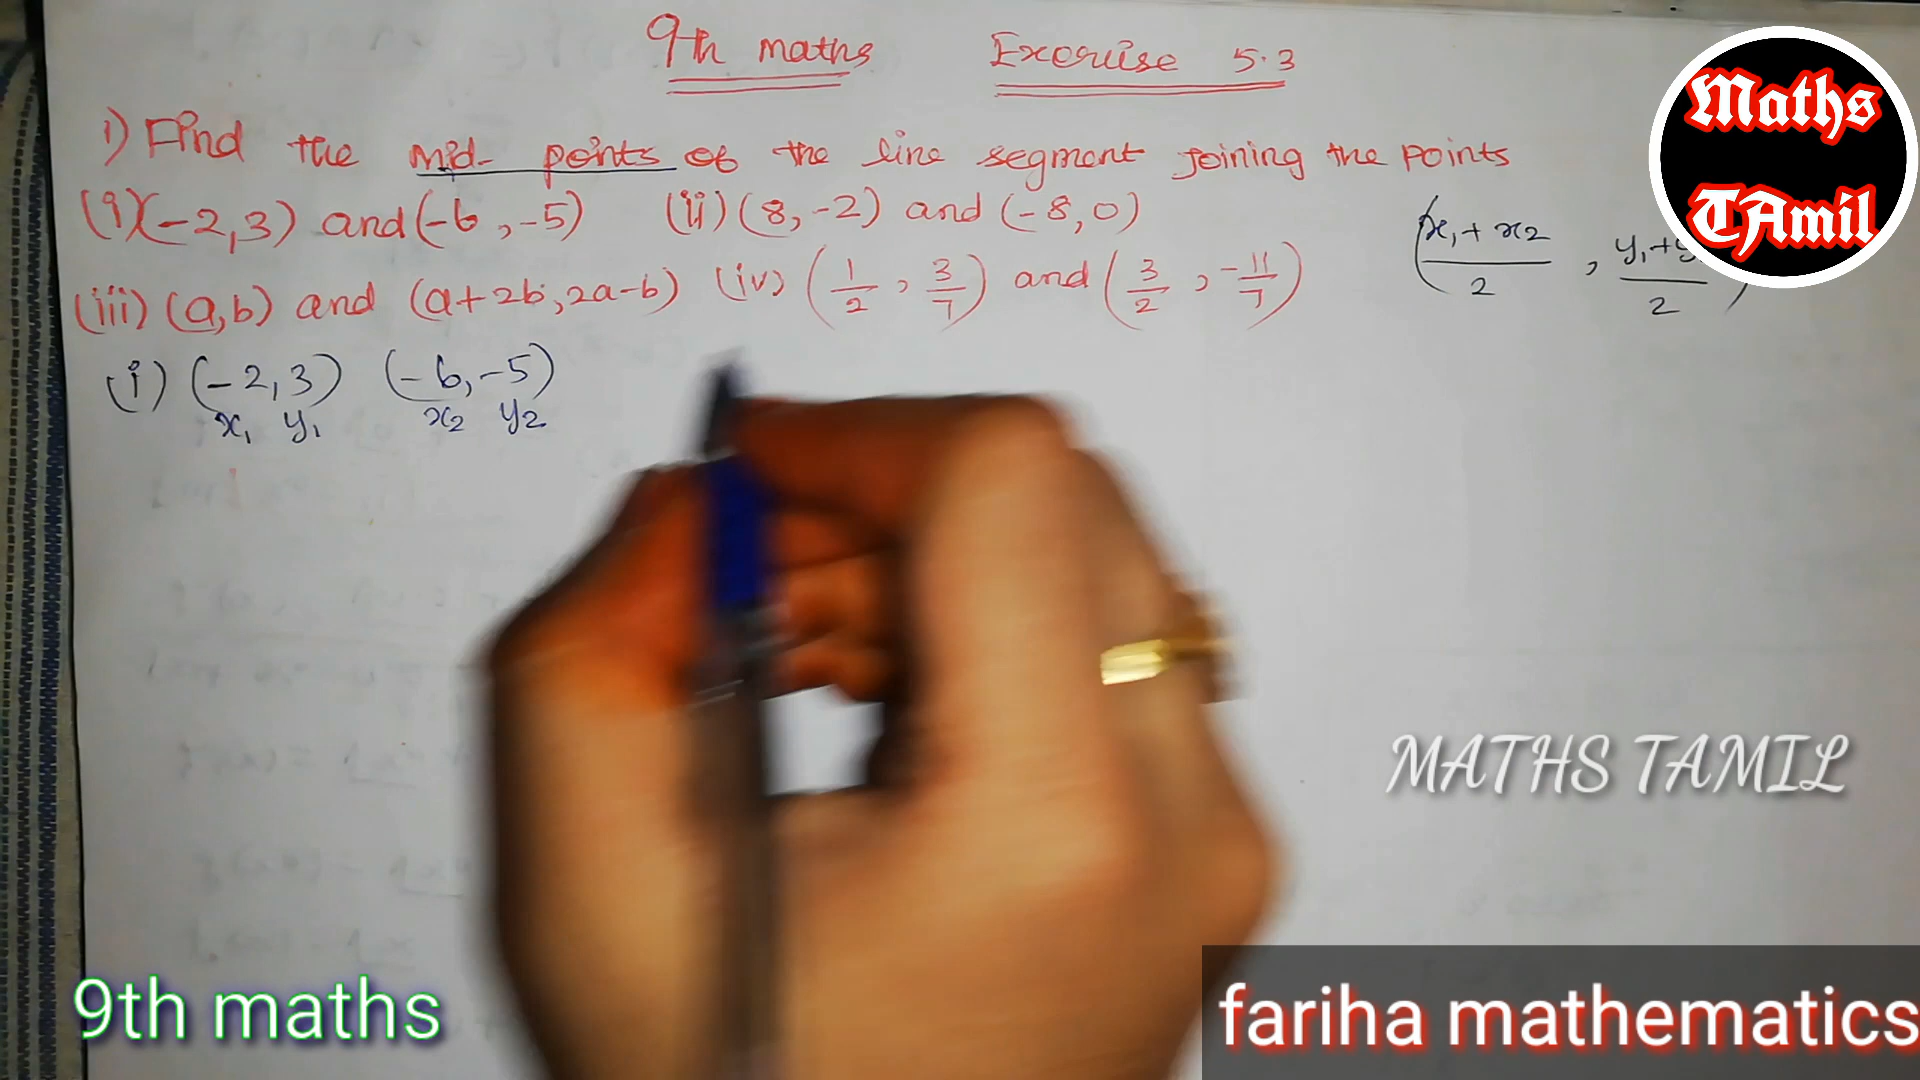 9th maths Exercise 5.3
1) Find the mid-points of the line segment joining the points
(i) (-2,3) and (-6,-5) (ii) (8,-2) and (-8,0)
(iii) (a,b) and (a+2b,2a-b) (iv) (1/2, 3/7) and (3/2, -11/7)
(x₁+x₂/2, y₁+y /2)
(i) (-2,3) (-6,-5)
x₁ y₁ x₂ y₂
Maths
TAmil
MATHS TAMIL
9th maths
fariha mathematics